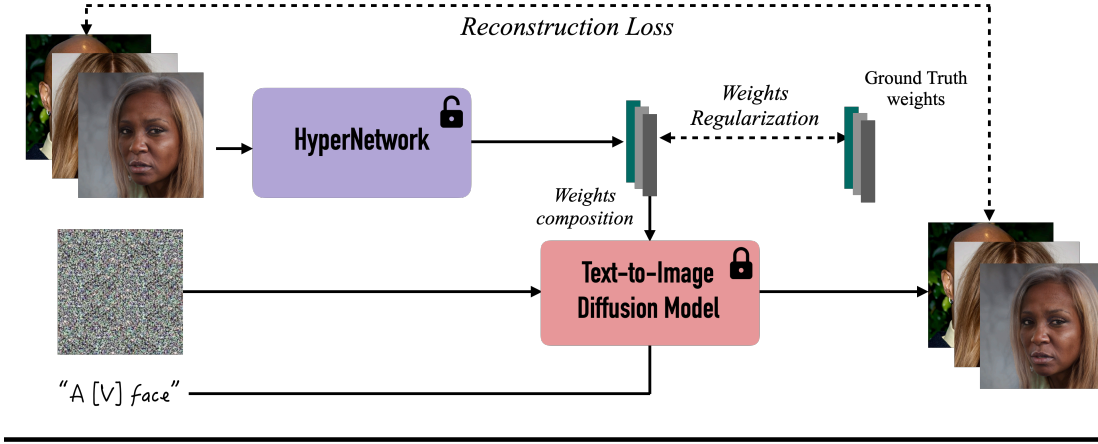 Reconstruction Loss
HyperNetwork
Weights
Regularization
Ground Truth
weights
Weights
composition
Text-to-Image
Diffusion Model
“A [V] face”